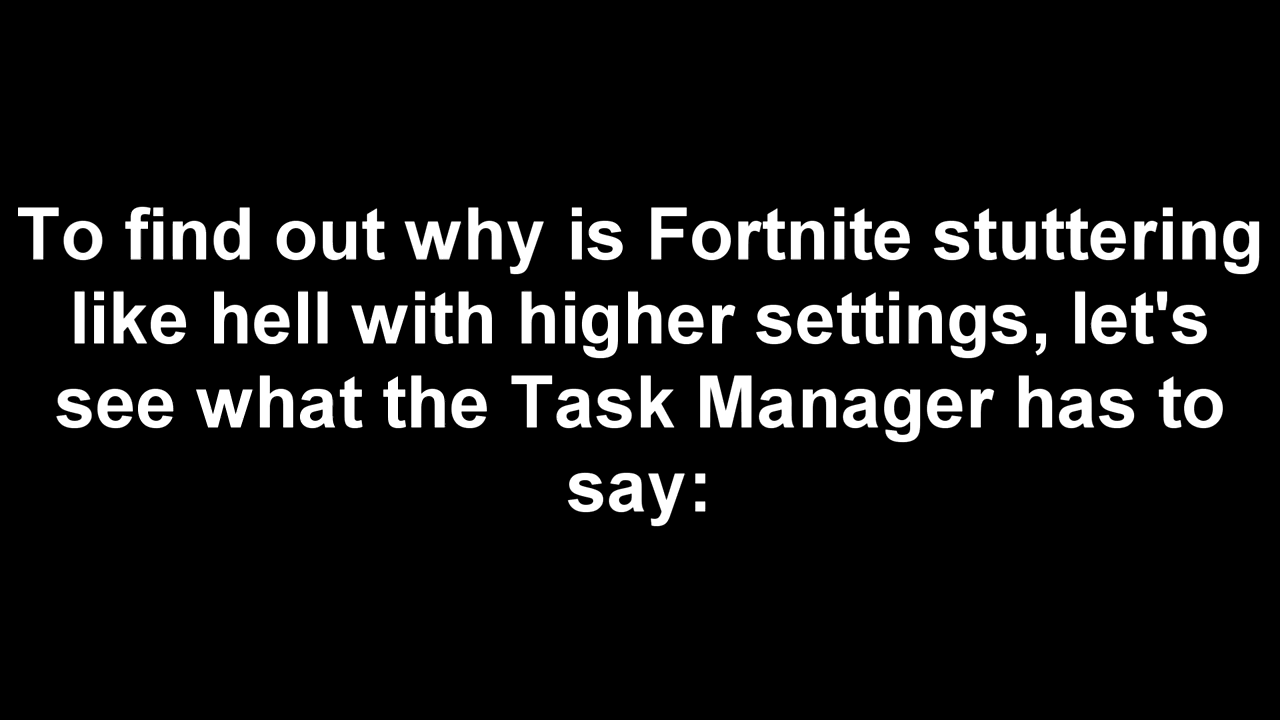 To find out why is Fortnite stuttering
like hell with higher settings, let's
see what the Task Manager has to
say: